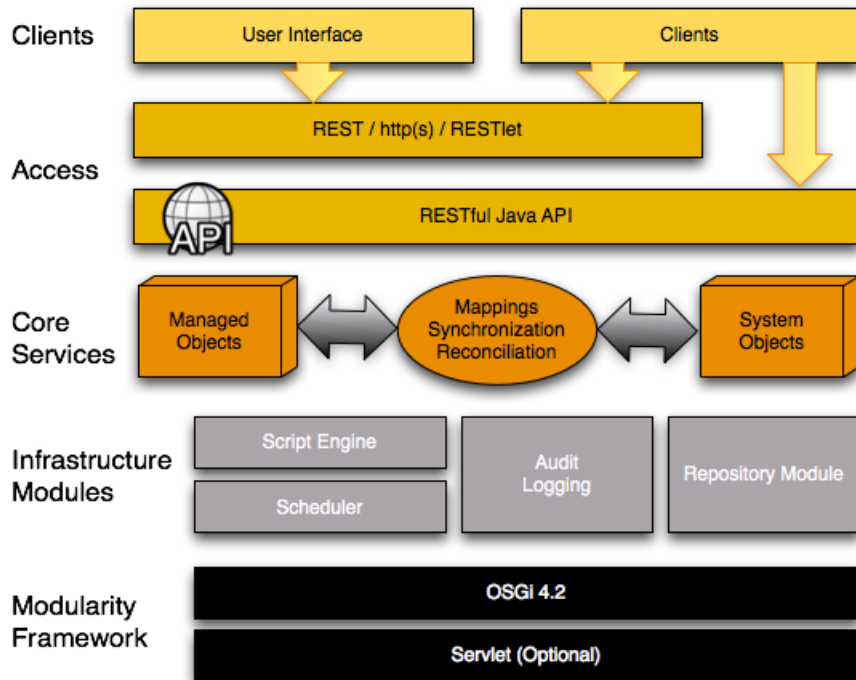 Clients
User Interface
Clients
Access
REST / http(s) / RESTlet
RESTful Java API
API
Core
Services
Managed
Objects
Mappings
Synchronization
Reconciliation
System
Objects
Infrastructure
Modules
Script Engine
Scheduler
Audit
Logging
Repository Module
Modularity
Framework
OSGi 4.2
Servlet (Optional)